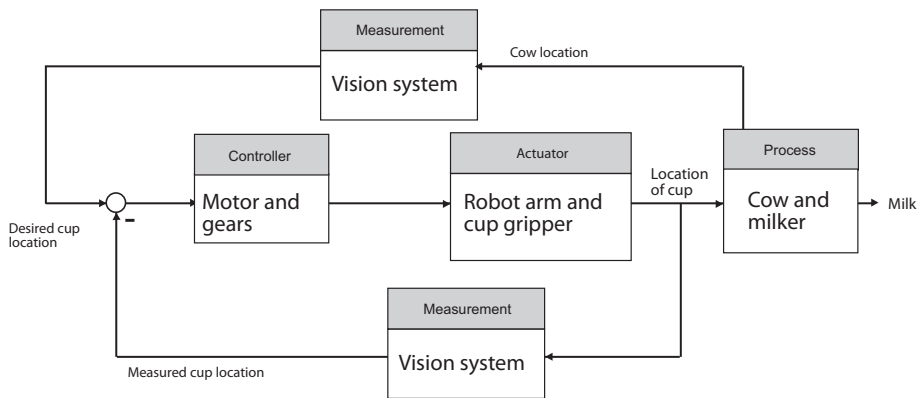 Measurement
Vision system
Cow location
Controller
Motor and
gears
Actuator
Robot arm and
cup gripper
Location
of cup
Process
Cow and
milker
Milk
-
Desired cup
location
Measurement
Vision system
Measured cup location